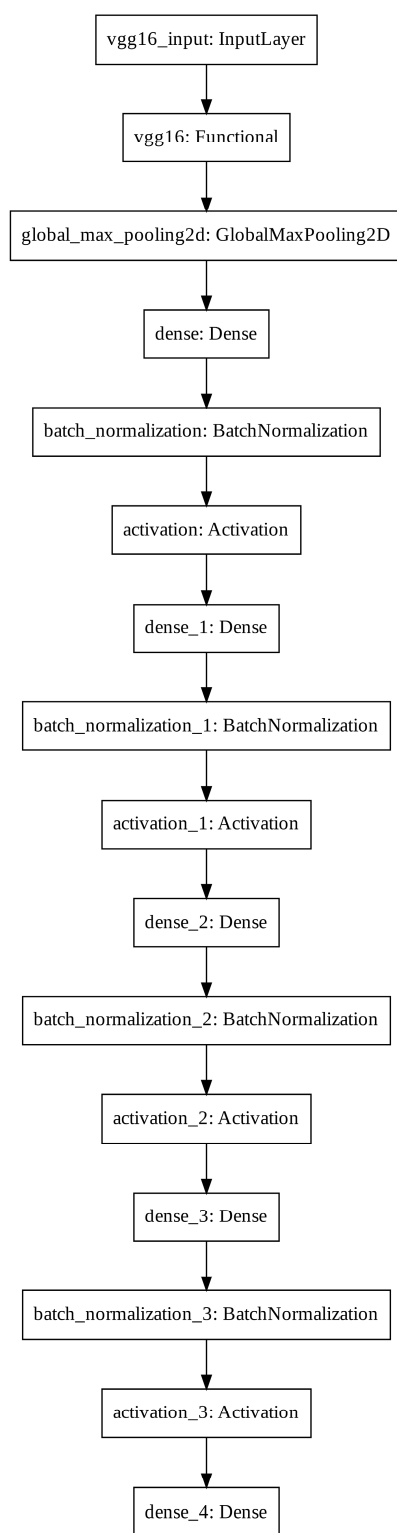 vgg16_input: InputLayer
vgg16: Functional
global_max_pooling2d: GlobalMaxPooling2D
dense: Dense
batch_normalization: BatchNormalization
activation: Activation
dense_1: Dense
batch_normalization_1: BatchNormalization
activation_1: Activation
dense_2: Dense
batch_normalization_2: BatchNormalization
activation_2: Activation
dense_3: Dense
batch_normalization_3: BatchNormalization
activation_3: Activation
dense_4: Dense